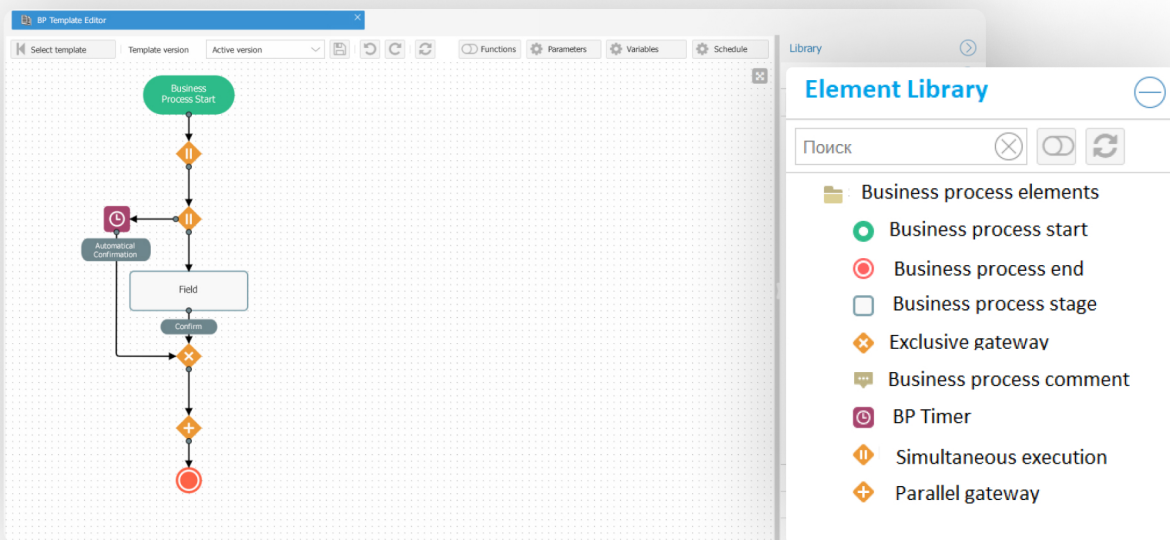 BP Template Editor
Select template
Template version
Active version
Functions
Parameters
Variables
Schedule
Library
Business
Process Start
Automatical
Confirmation
Field
Confirm
Element Library
Поиск
Business process elements
Business process start
Business process end
Business process stage
Exclusive gateway
Business process comment
BP Timer
Simultaneous execution
Parallel gateway